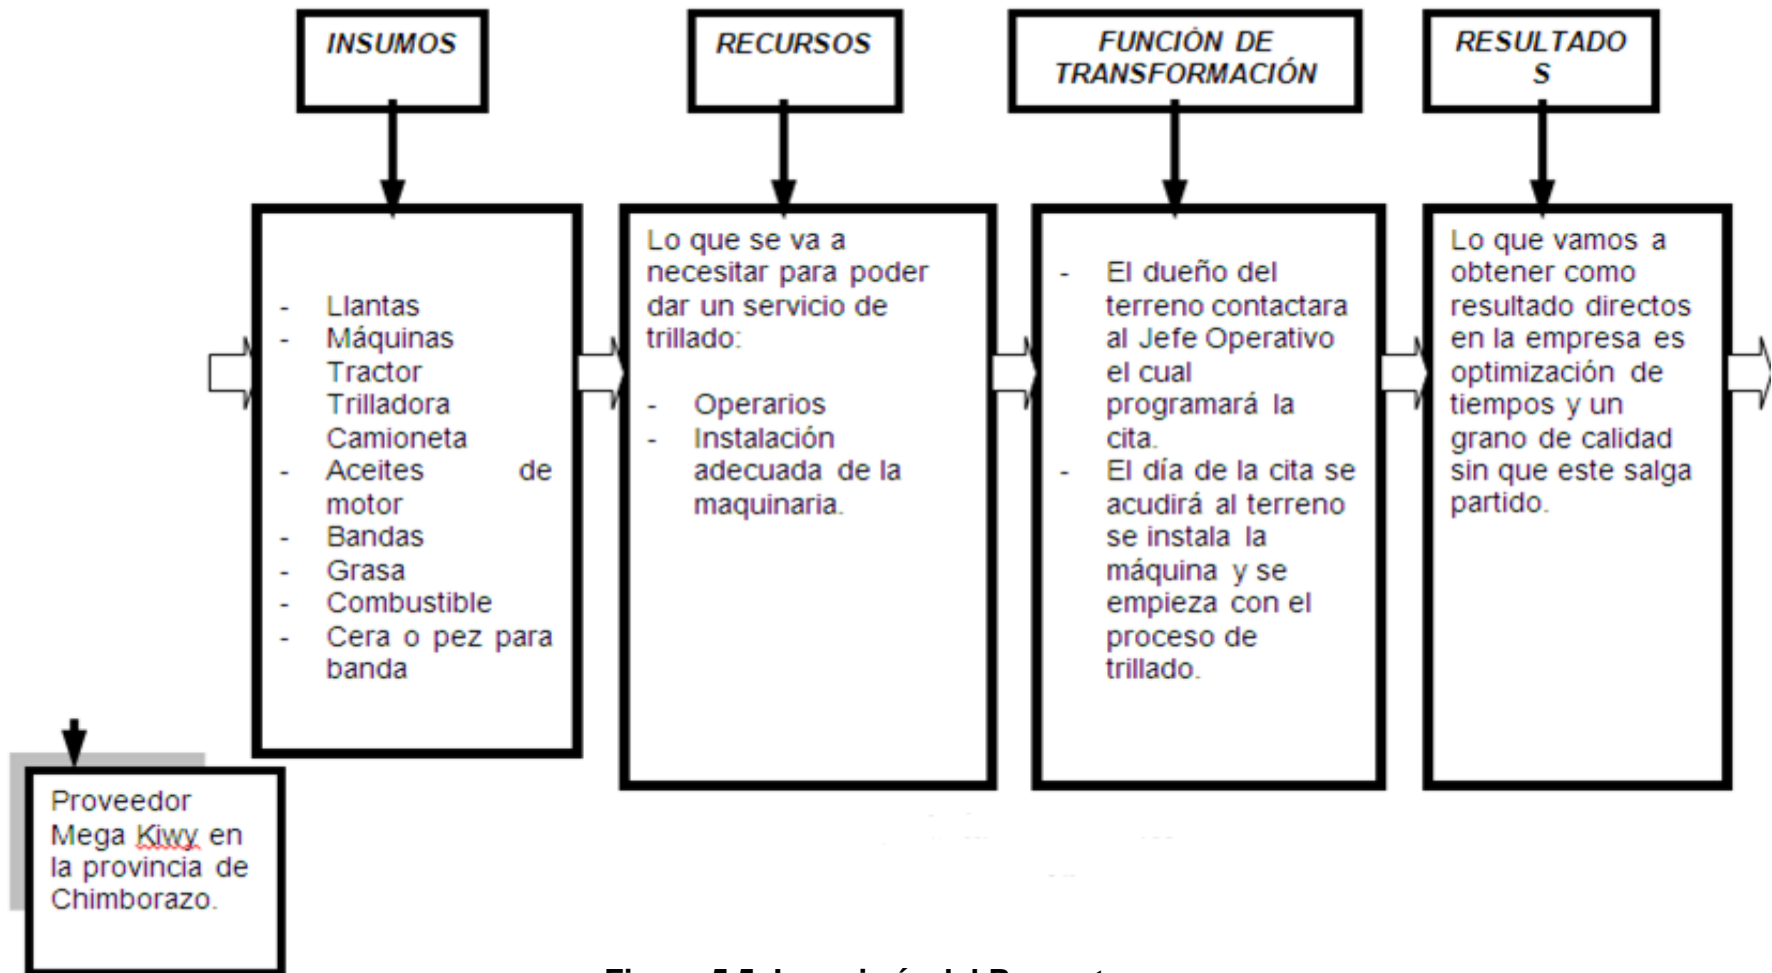 INSUMOS
RECURSOS
FUNCIÓN DE
TRANSFORMACIÓN
RESULTADO
S
- Llantas
- Máquinas
Tractor
Trilladora
Camioneta
- Aceites de
motor
- Bandas
- Grasa
- Combustible
- Cera o pez para
banda
Lo que se va a
necesitar para poder
dar un servicio de
trillado:
- Operarios
- Instalación
adecuada de la
maquinaria.
- El dueño del
terreno contactara
al Jefe Operativo
el cual
programará la
cita.
- El día de la cita se
acudirá al terreno
se instala la
máquina y se
empieza con el
proceso de
trillado.
Lo que vamos a
obtener como
resultado directos
en la empresa es
optimización de
tiempos y un
grano de calidad
sin que este salga
partido.
Proveedor
Mega Kiwy en
la provincia de
Chimborazo.